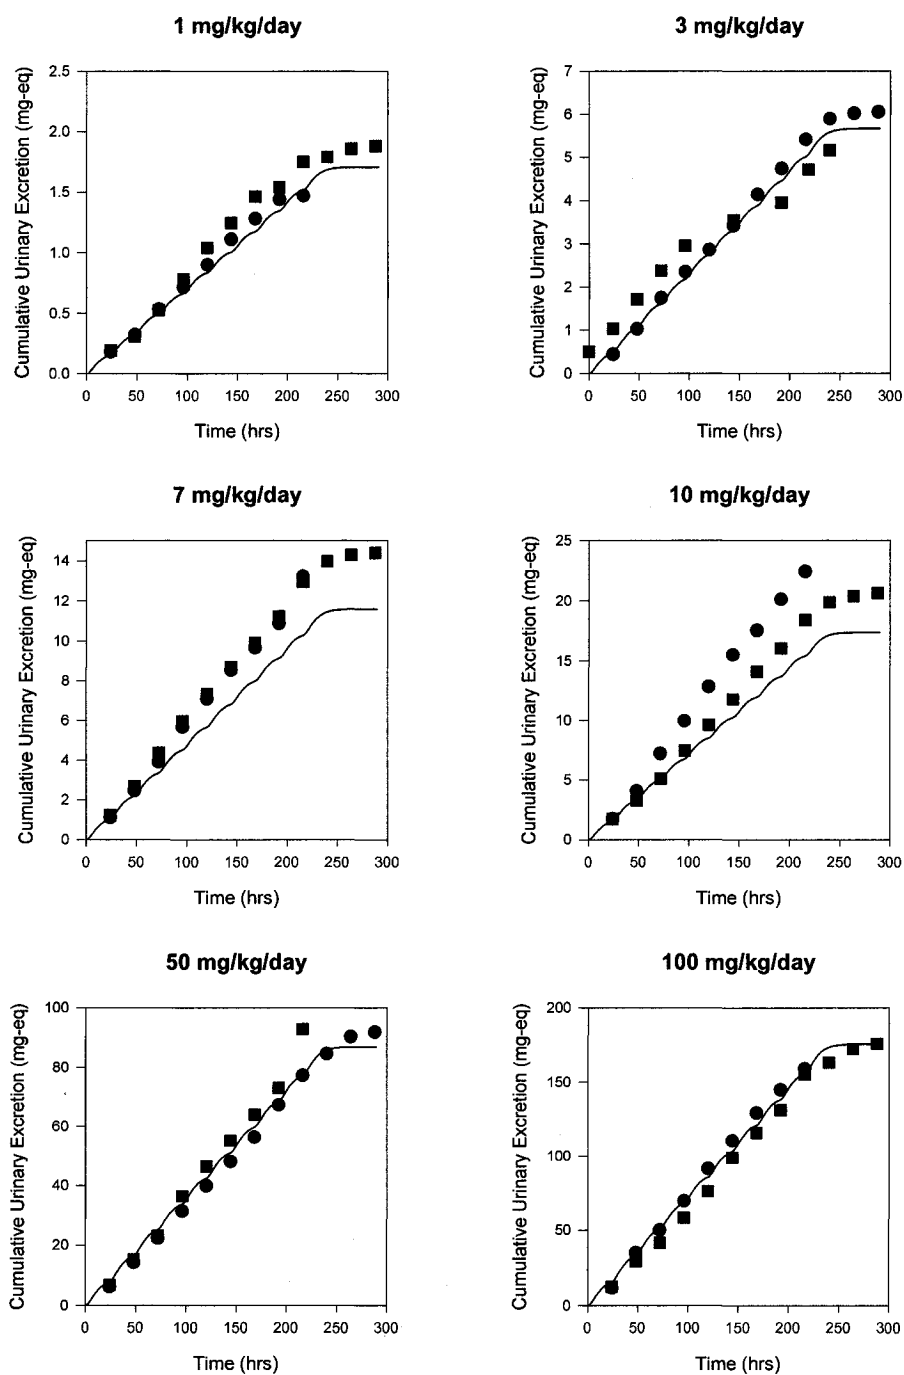 1 mg/kg/day
3 mg/kg/day
Cumulative Urinary Excretion (mg-eq)
2.5
2.0
1.5
1.0
0.5
0.0
0 50 100 150 200 250 300
Time (hrs)
Cumulative Urinary Excretion (mg-eq)
7
6
5
4
3
2
1
0
0 50 100 150 200 250 300
Time (hrs)
7 mg/kg/day
10 mg/kg/day
Cumulative Urinary Excretion (mg-eq)
14
12
10
8
6
4
2
0
0 50 100 150 200 250 300
Time (hrs)
Cumulative Urinary Excretion (mg-eq)
25
20
15
10
5
0
0 50 100 150 200 250 300
Time (hrs)
50 mg/kg/day
100 mg/kg/day
Cumulative Urinary Excretion (mg-eq)
100
80
60
40
20
0
0 50 100 150 200 250 300
Time (hrs)
Cumulative Urinary Excretion (mg-eq)
200
150
100
50
0
0 50 100 150 200 250 300
Time (hrs)